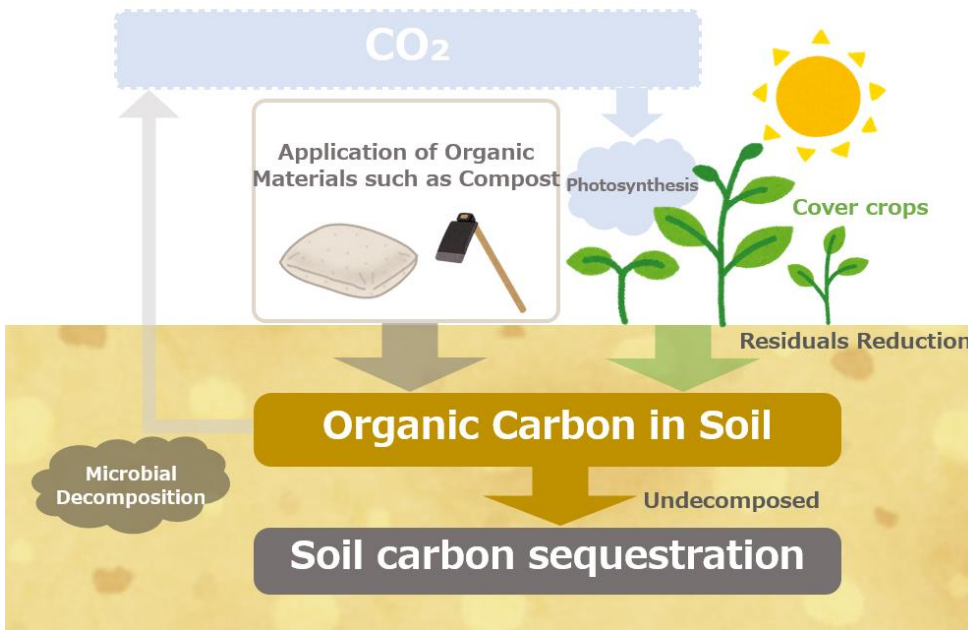 CO₂
Application of Organic
Materials such as Compost
Photosynthesis
Cover crops
Residuals Reduction
Organic Carbon in Soil
Microbial
Decomposition
Undecomposed
Soil carbon sequestration